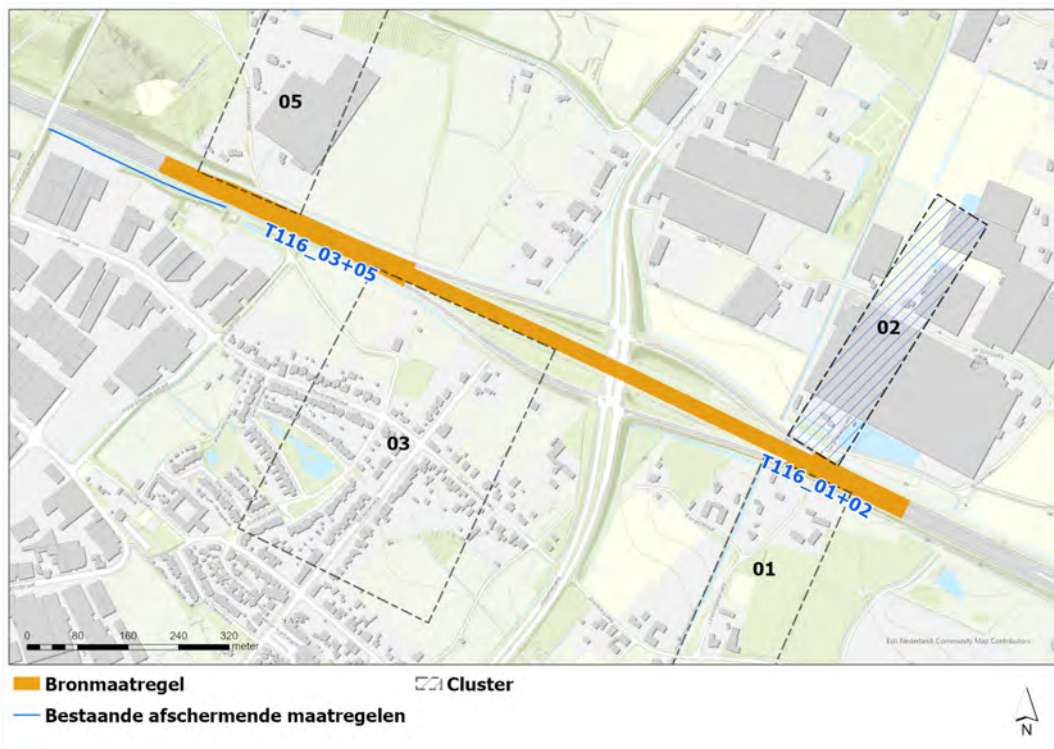 05
T116_03+05
02
03
T116_01+02
01
0 80 160 240 320
meter
Esri Nederland, Community Map Contributors
Bronmaatregel
Cluster
Bestaande afschermende maatregelen
N